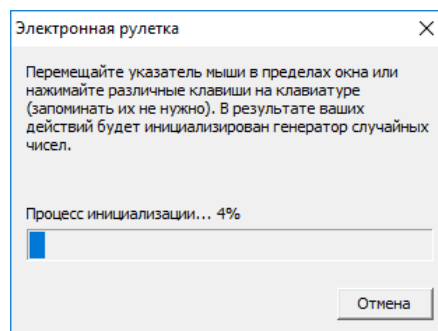 Электронная рулетка
Перемещайте указатель мыши в пределах окна или
нажимайте различные клавиши на клавиатуре
(запоминать их не нужно). В результате ваших
действий будет инициализирован генератор случайных
чисел.
Процесс инициализации... 4%
Отмена